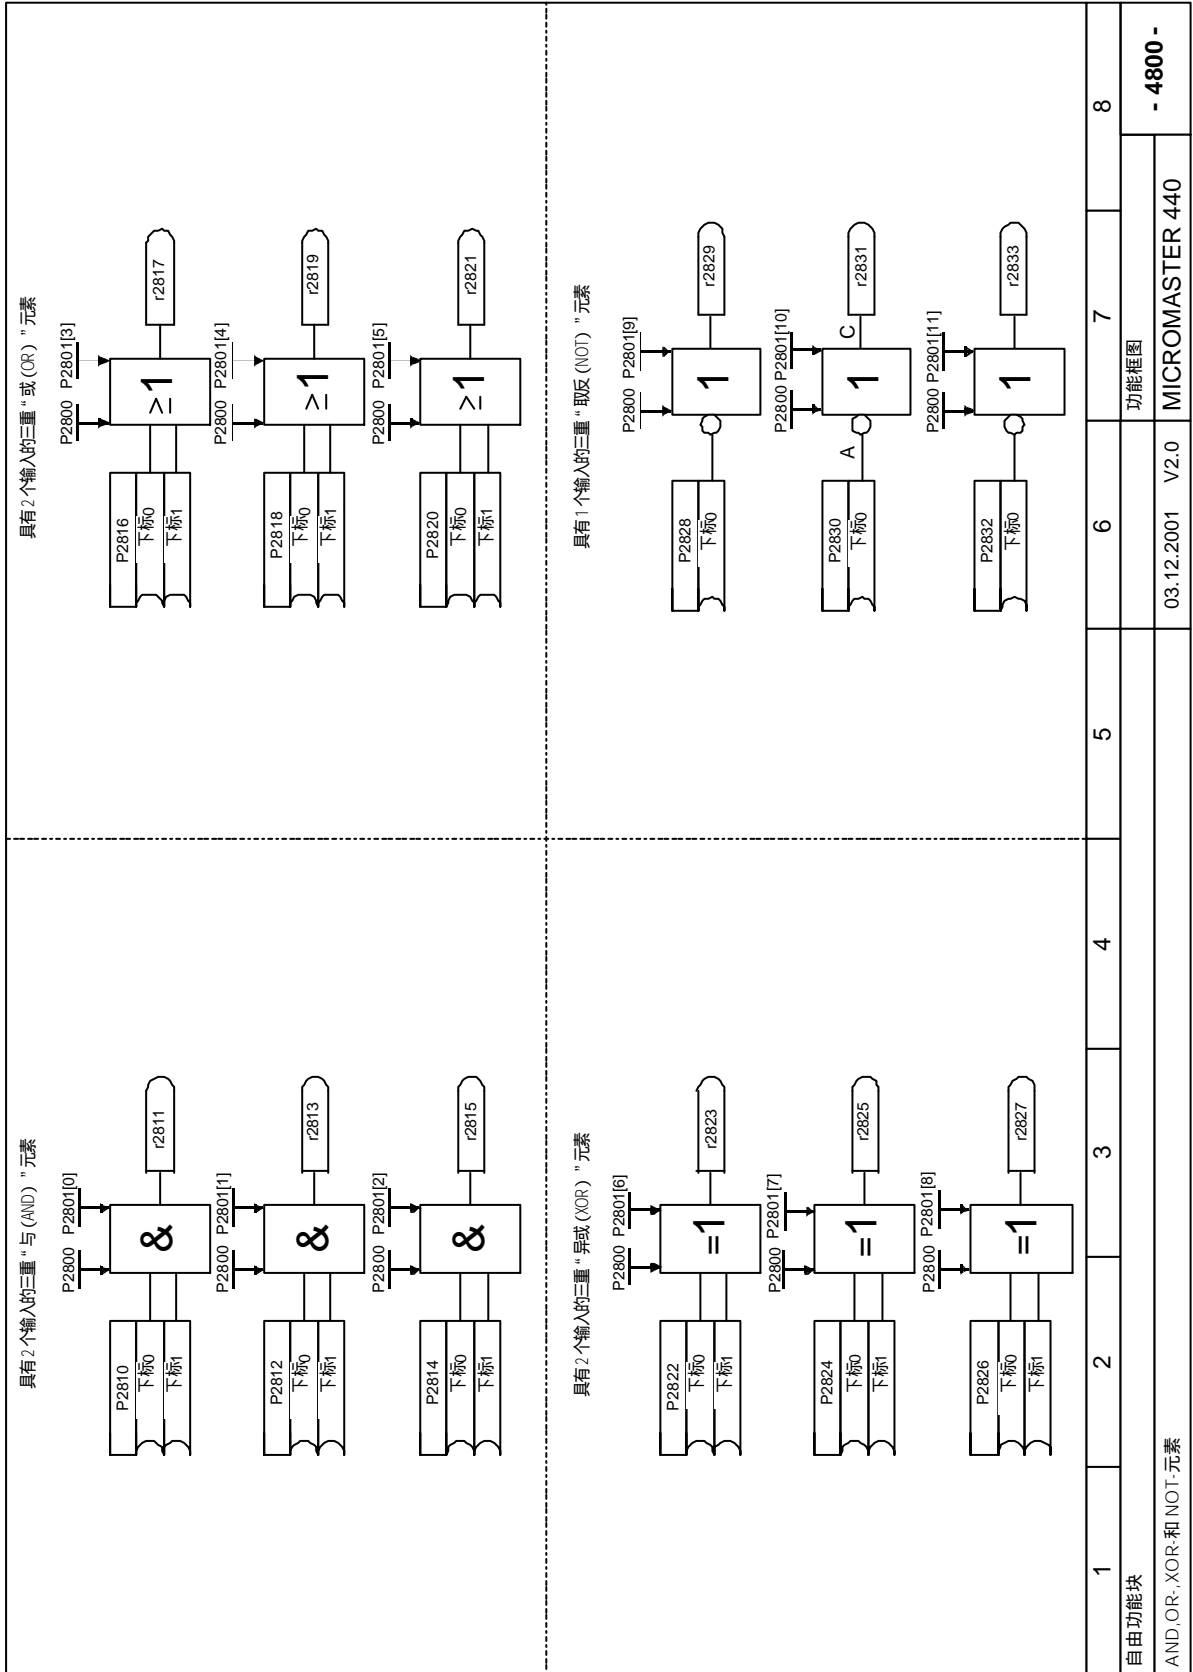 具有2个输入的三重“与(AND)”元素
P2800 P2801[0]
P2810
下标0
下标1
&
r2811
P2800 P2801[1]
P2812
下标0
下标1
&
r2813
P2800 P2801[2]
P2814
下标0
下标1
&
r2815
具有2个输入的三重“或(OR)”元素
P2800 P2801[3]
P2816
下标0
下标1
≥1
r2817
P2800 P2801[4]
P2818
下标0
下标1
≥1
r2819
P2800 P2801[5]
P2820
下标0
下标1
≥1
r2821
具有2个输入的三重“异或(XOR)”元素
P2800 P2801[6]
P2822
下标0
下标1
=1
r2823
P2800 P2801[7]
P2824
下标0
下标1
=1
r2825
P2800 P2801[8]
P2826
下标0
下标1
=1
r2827
具有1个输入的三重“取反(NOT)”元素
P2800 P2801[9]
P2828
下标0
1
r2829
P2800 P2801[10]
P2830
下标0
A
1
C
r2831
P2800 P2801[11]
P2832
下标0
1
r2833
1 2 3 4 5 6 7 8
自由功能块
功能框图
- 4800 -
AND,OR-,XOR-和NOT-元素
03.12.2001 V2.0
MICROMASTER 440